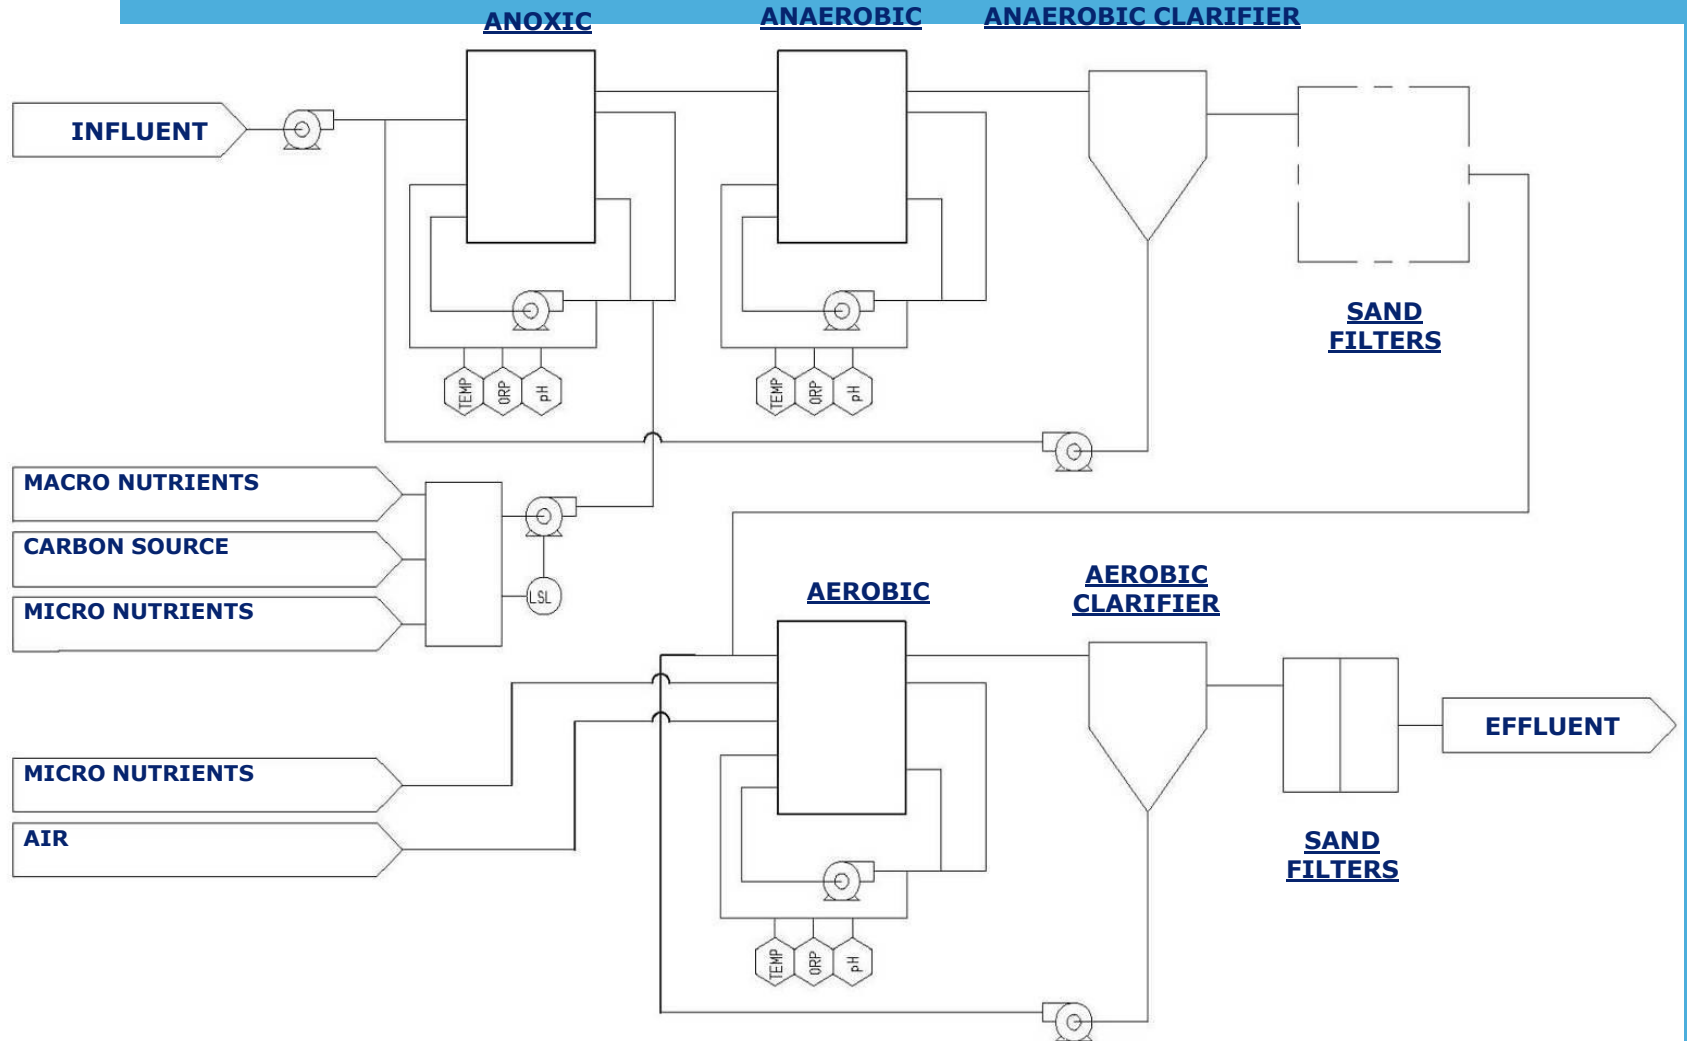 ANOXIC
ANAEROBIC
ANAEROBIC CLARIFIER
INFLUENT
SAND
FILTERS
TEMP
ORP
pH
TEMP
ORP
pH
MACRO NUTRIENTS
CARBON SOURCE
MICRO NUTRIENTS
LSL
AEROBIC
AEROBIC
CLARIFIER
EFFLUENT
MICRO NUTRIENTS
AIR
SAND
FILTERS
TEMP
ORP
pH